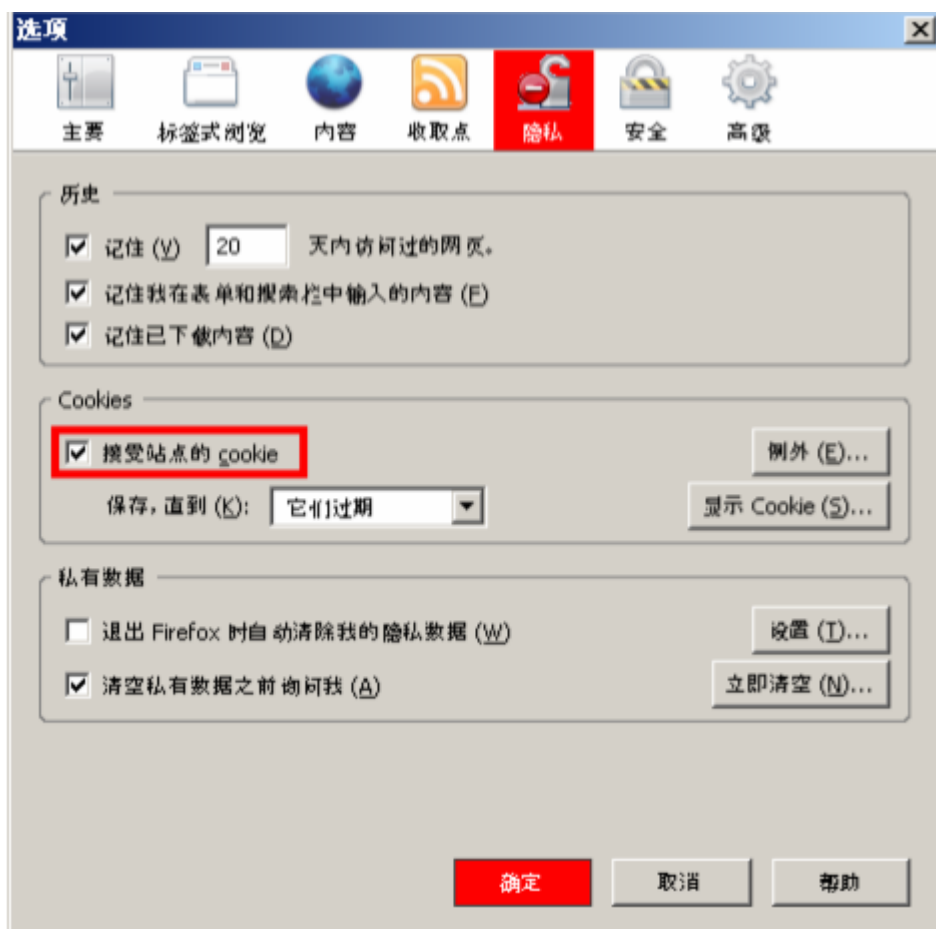 选项
主要 标签式浏览 内容 收取点 隐私 安全 高级
历史
记住 (V) 20 天内访问过的网页。
记住我在表单和搜索栏中输入的内容 (F)
记住已下载内容 (D)
Cookies
接受站点的 cookie 例外 (E)...
保存，直到 (K): 它们过期 显示 Cookie (S)...
私有数据
退出 Firefox 时自动清除我的隐私数据 (W) 设置 (T)...
清空私有数据之前询问我 (A) 立即清空 (N)...
确定 取消 帮助